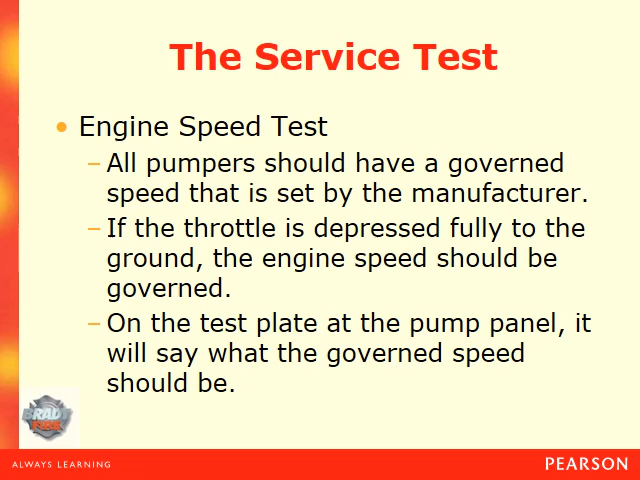 The Service Test
• Engine Speed Test
– All pumpers should have a governed
speed that is set by the manufacturer.
– If the throttle is depressed fully to the
ground, the engine speed should be
governed.
– On the test plate at the pump panel, it
will say what the governed speed
should be.
BRADY
FIRE
ALWAYS LEARNING
PEARSON